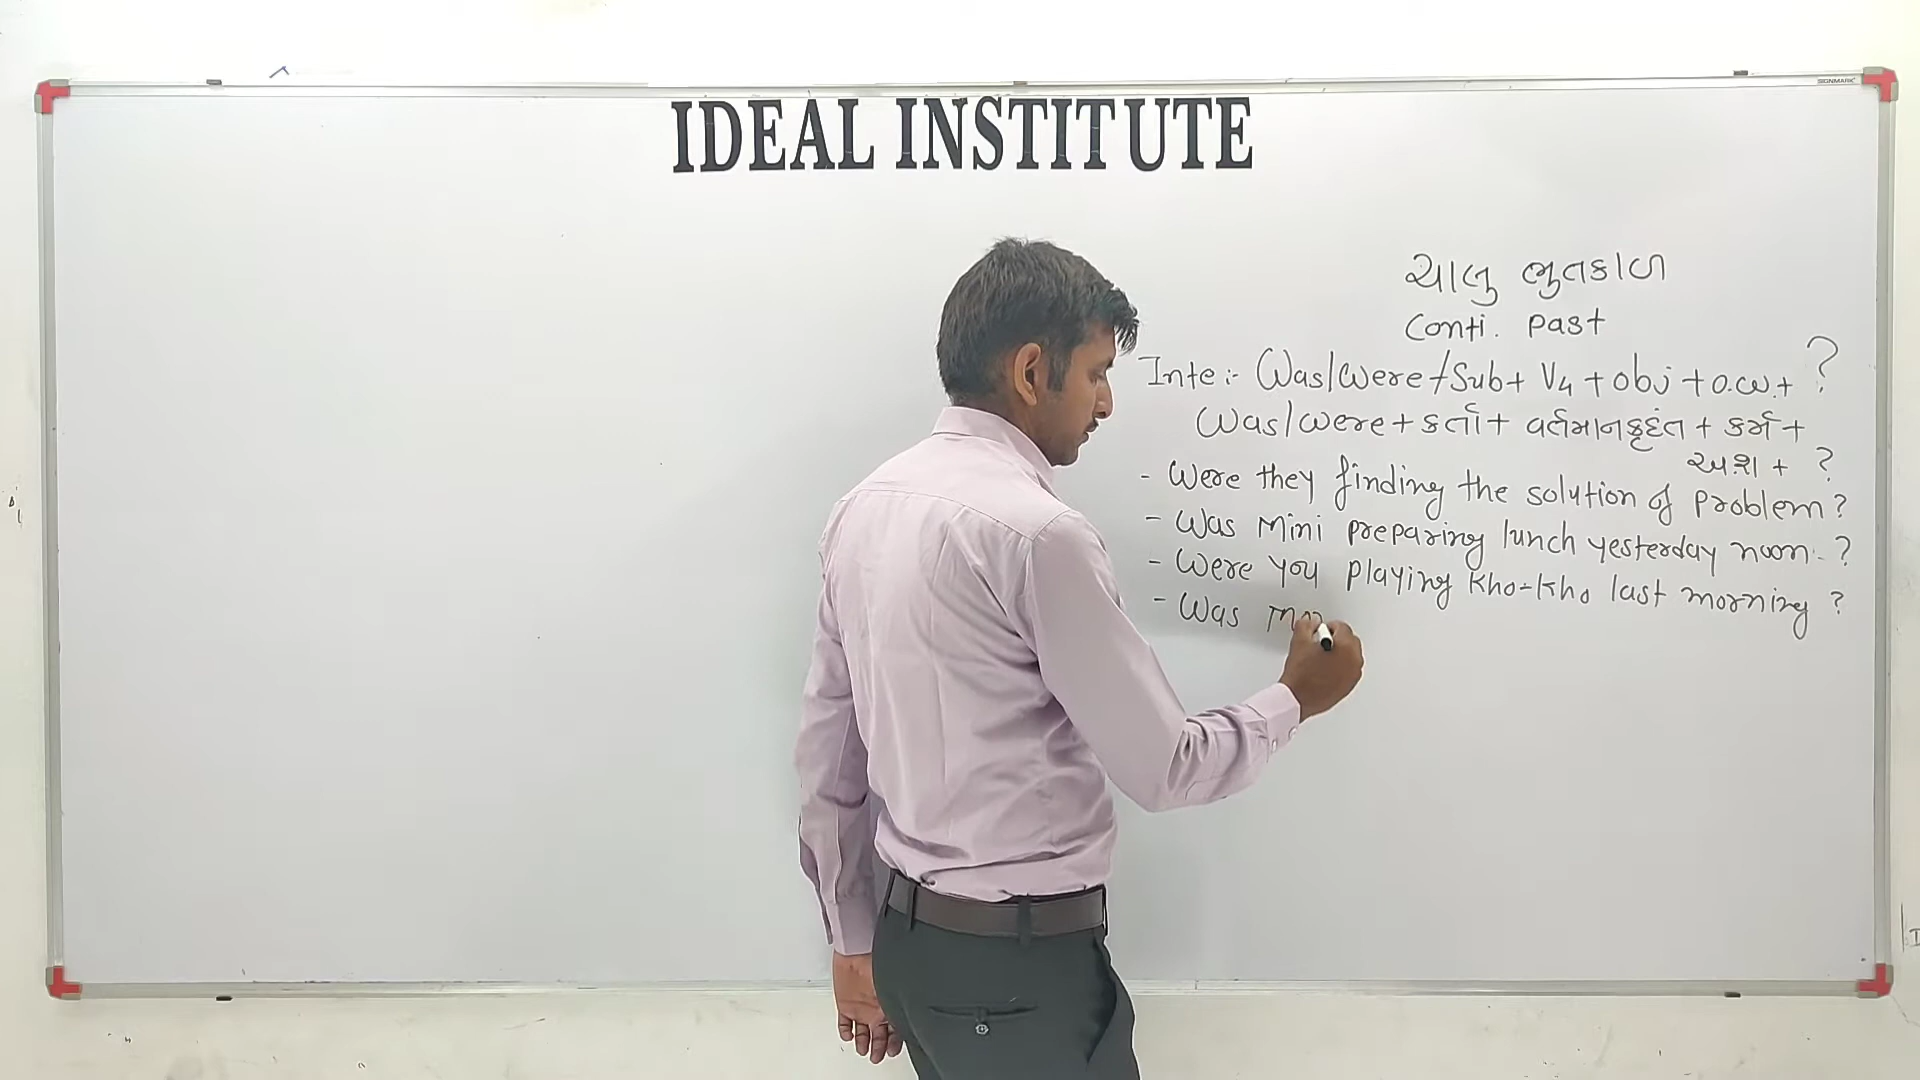 SIGNMARK
IDEAL INSTITUTE
ચાલુ ભુતકાળ
Conti. past
Inte :- Was/Were + Sub + V4 + obj + o.w. + ?
Was/were + કર્તા + વર્તમાનકૃદંત + કર્મ +
અશ + ?
- Were they finding the solution of problem ?
- Was Mini preparing lunch yesterday noon. ?
- Were you playing kho-kho last morning ?
- Was